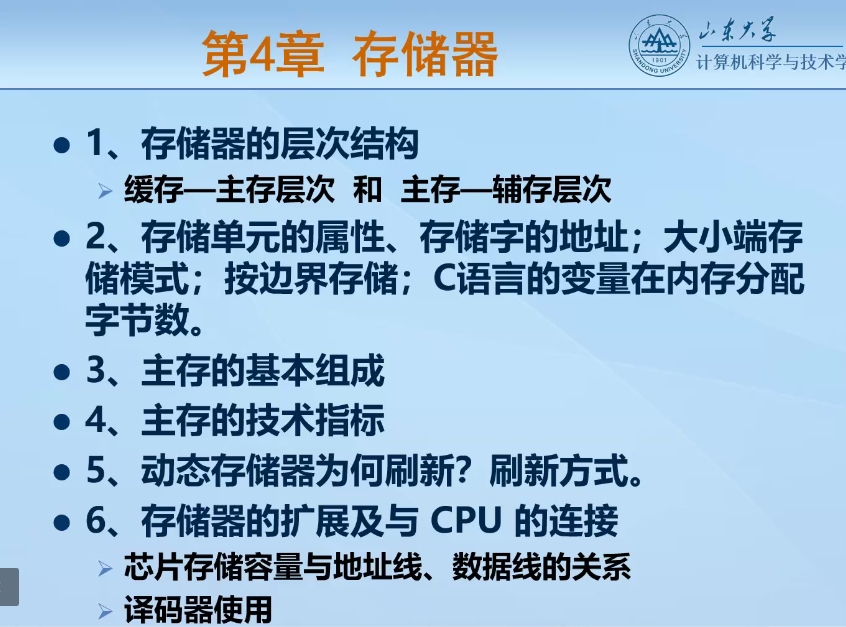 第4章 存储器
山东大学
SHANDONG UNIVERSITY
1901
计算机科学与技术学
1、存储器的层次结构
缓存—主存层次 和 主存—辅存层次
2、存储单元的属性、存储字的地址；大小端存
储模式；按边界存储；C语言的变量在内存分配
字节数。
3、主存的基本组成
4、主存的技术指标
5、动态存储器为何刷新？刷新方式。
6、存储器的扩展及与 CPU 的连接
芯片存储容量与地址线、数据线的关系
译码器使用